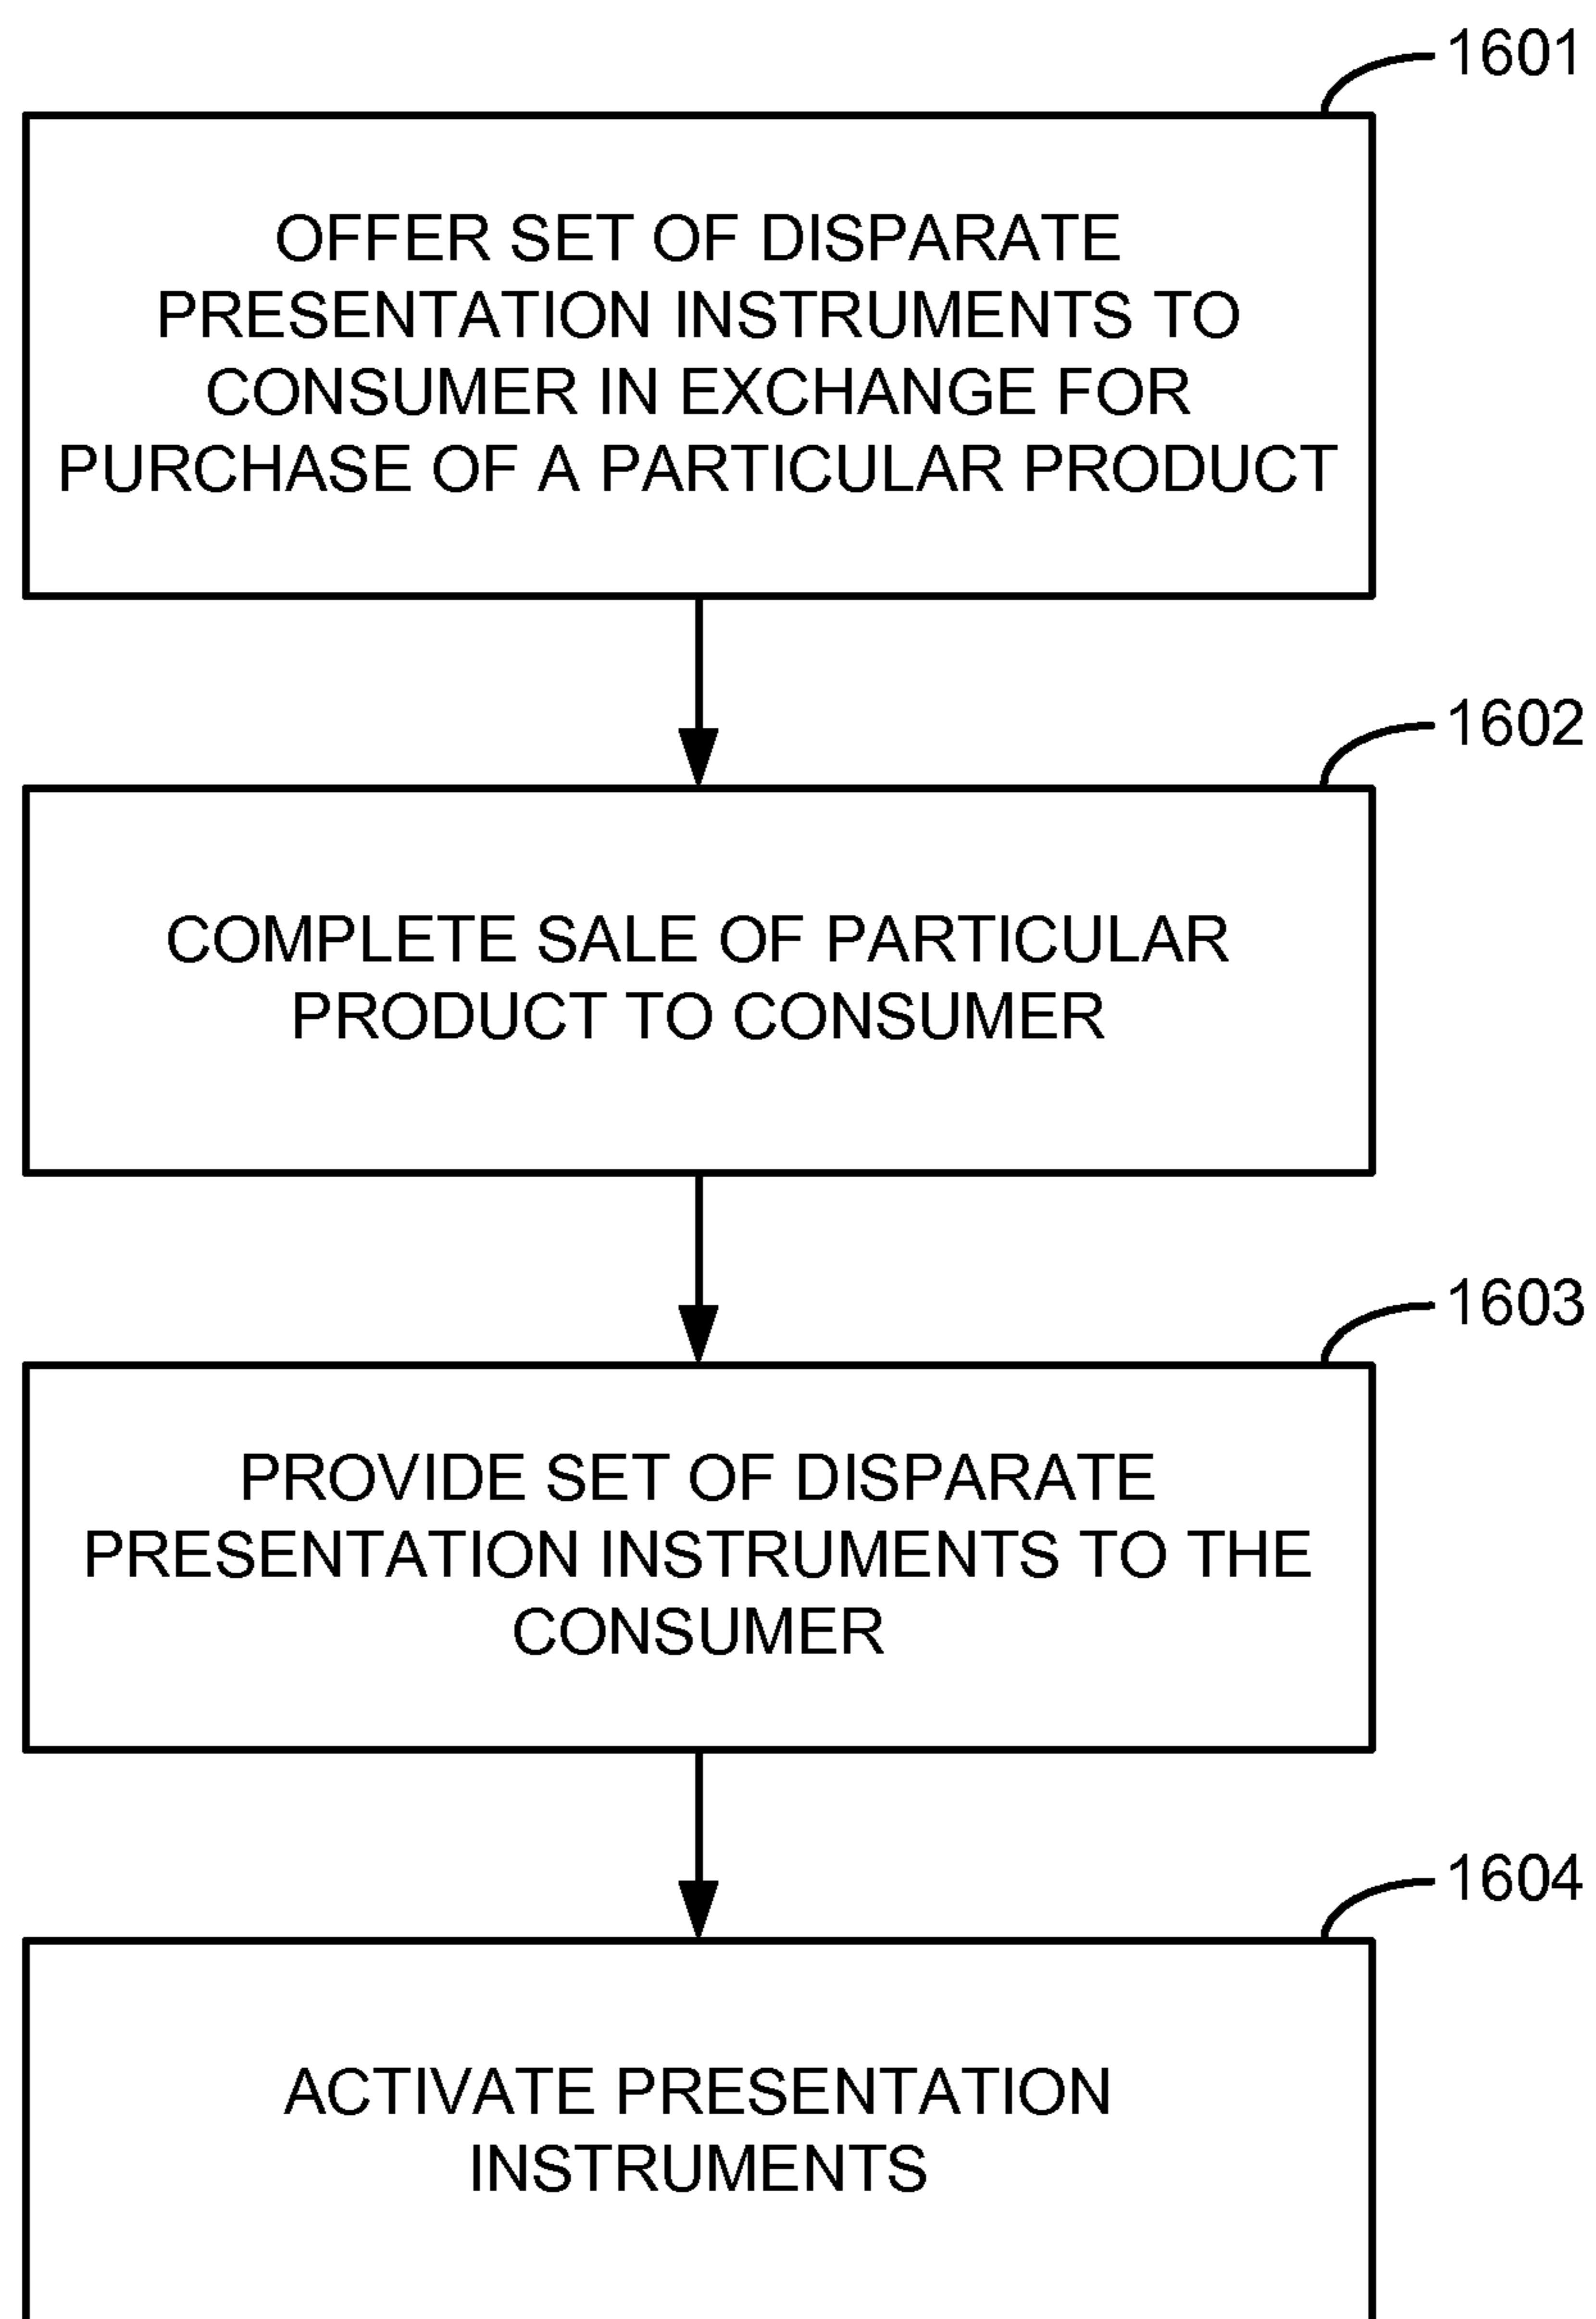 1601
OFFER SET OF DISPARATE
PRESENTATION INSTRUMENTS TO
CONSUMER IN EXCHANGE FOR
PURCHASE OF A PARTICULAR PRODUCT
1602
COMPLETE SALE OF PARTICULAR
PRODUCT TO CONSUMER
1603
PROVIDE SET OF DISPARATE
PRESENTATION INSTRUMENTS TO THE
CONSUMER
1604
ACTIVATE PRESENTATION
INSTRUMENTS